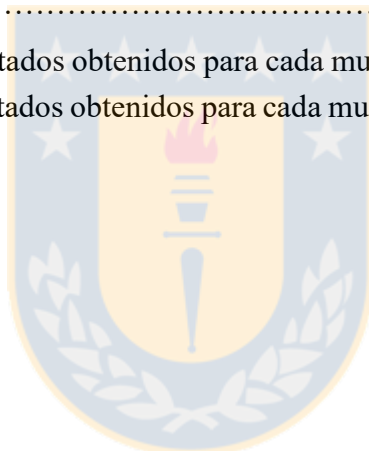 ........................................
tados obtenidos para cada mu
tados obtenidos para cada mu